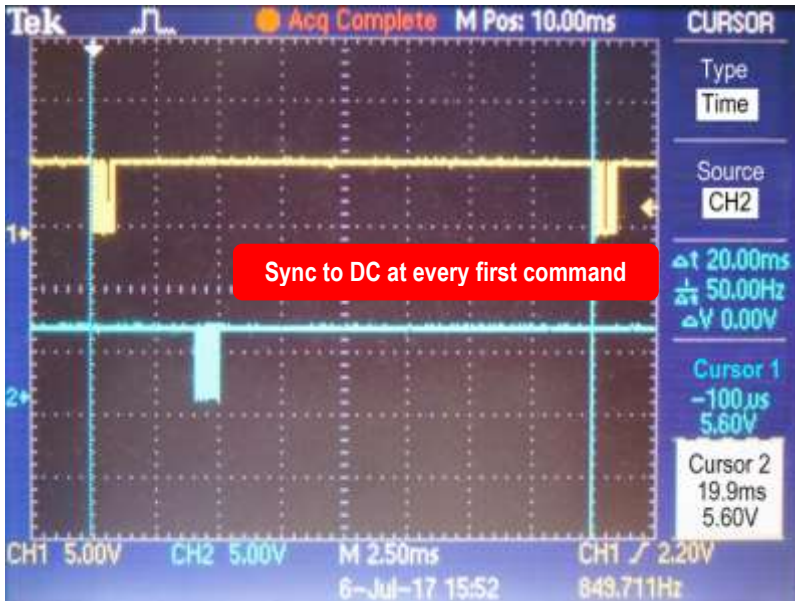 Tek Acq Complete M Pos: 10.00ms CURSOR
Type
Time
Source
CH2
1
Sync to DC at every first command
Δt 20.00ms
1/Δt 50.00Hz
ΔV 0.00V
Cursor 1
-100µs
5.60V
2
Cursor 2
19.9ms
5.60V
CH1 5.00V CH2 5.00V M 2.50ms CH1 / 2.20V
6-Jul-17 15:52 849.711Hz